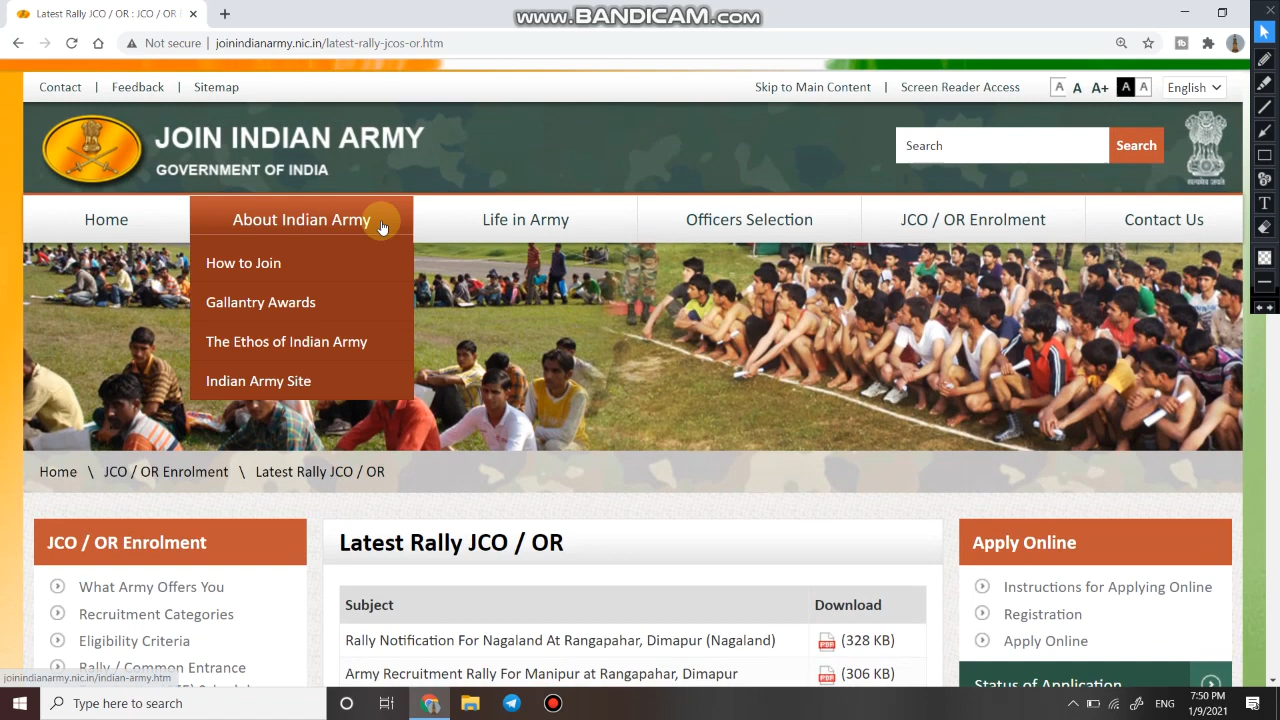 Latest Rally JCO / OR : JCO / OR
www.BANDICAM.com
Not secure | joinindianarmy.nic.in/latest-rally-jcos-or.htm
Contact | Feedback | Sitemap
Skip to Main Content | Screen Reader Access
A A A+ A A English
JOIN INDIAN ARMY
GOVERNMENT OF INDIA
Search Search
Home About Indian Army Life in Army Officers Selection JCO / OR Enrolment Contact Us
How to Join
Gallantry Awards
The Ethos of Indian Army
Indian Army Site
Home \ JCO / OR Enrolment \ Latest Rally JCO / OR
JCO / OR Enrolment
What Army Offers You
Recruitment Categories
Eligibility Criteria
Rally / Common Entrance
Latest Rally JCO / OR
Subject Download
Rally Notification For Nagaland At Rangapahar, Dimapur (Nagaland) (328 KB)
Army Recruitment Rally For Manipur at Rangapahar, Dimapur (306 KB)
Apply Online
Instructions for Applying Online
Registration
Apply Online
Status of Application
joinindianarmy.nic.in/indian-army.htm
Type here to search
ENG
7:50 PM
1/9/2021